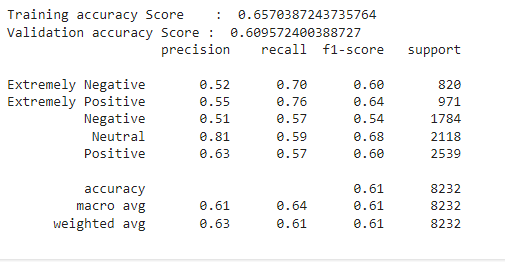 Training accuracy Score    :  0.6570387243735764
Validation accuracy Score :  0.609572400388727
                    precision    recall  f1-score   support

Extremely Negative       0.52      0.70      0.60       820
Extremely Positive       0.55      0.76      0.64       971
          Negative       0.51      0.57      0.54      1784
           Neutral       0.81      0.59      0.68      2118
          Positive       0.63      0.57      0.60      2539

          accuracy                           0.61      8232
         macro avg       0.61      0.64      0.61      8232
      weighted avg       0.63      0.61      0.61      8232